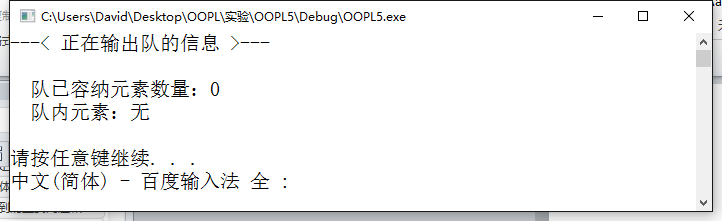 C:\Users\David\Desktop\OOPL\实验\OOPL5\Debug\OOPL5.exe
---< 正在输出队的信息 >---
队已容纳元素数量：0
队内元素：无
请按任意键继续. . .
中文(简体) - 百度输入法 全 :